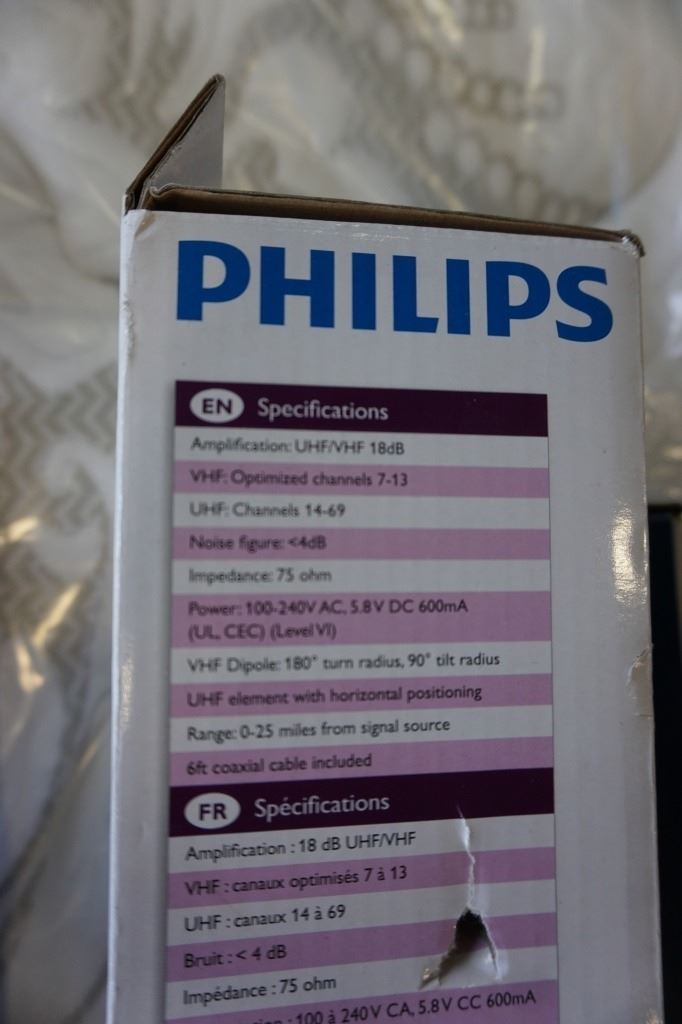 PHILIPS
EN Specifications
Amplification: UHF/VHF 18dB
VHF: Optimized channels 7-13
UHF: Channels 14-69
Noise figure: <4dB
Impedance: 75 ohm
Power: 100-240V AC, 5.8V DC 600mA
(UL, CEC) (Level VI)
VHF Dipole: 180° turn radius, 90° tilt radius
UHF element with horizontal positioning
Range: 0-25 miles from signal source
6ft coaxial cable included
FR Spécifications
Amplification : 18 dB UHF/VHF
VHF : canaux optimisés 7 à 13
UHF : canaux 14 à 69
Bruit : < 4 dB
Impédance : 75 ohm
: 100 à 240V CA, 5.8V CC 600mA